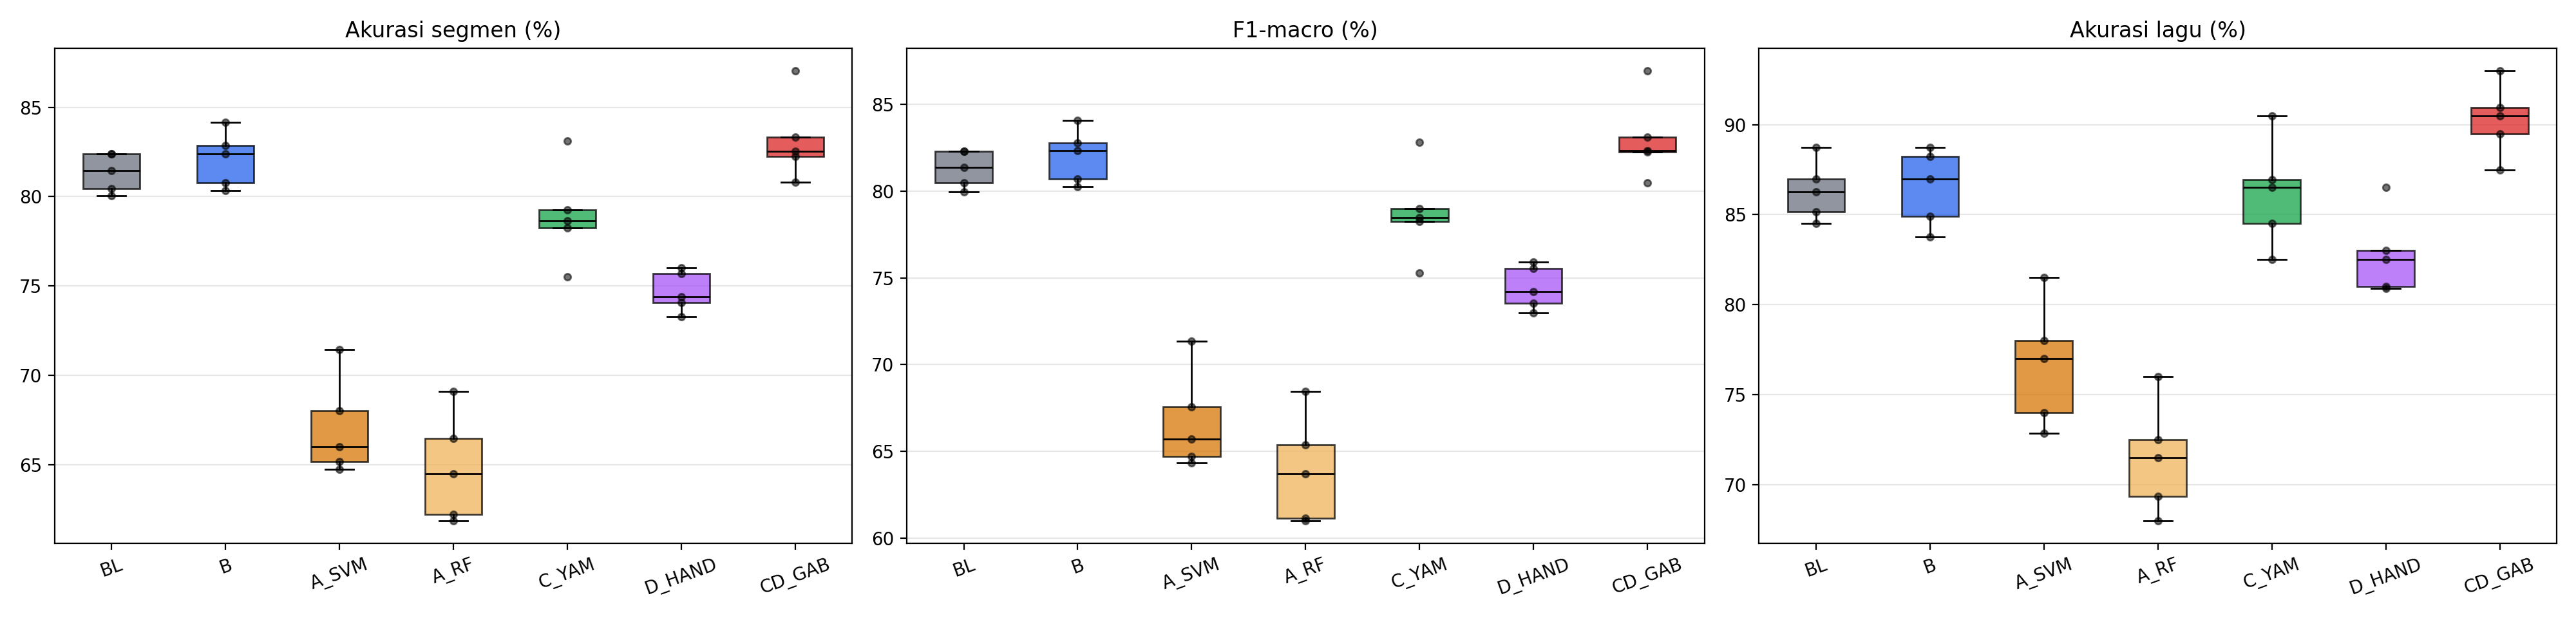 Akurasi segmen (%)
85
80
75
70
65
BL
B
A_SVM
A_RF
C_YAM
D_HAND
CD_GAB
F1-macro (%)
85
80
75
70
65
60
BL
B
A_SVM
A_RF
C_YAM
D_HAND
CD_GAB
Akurasi lagu (%)
90
85
80
75
70
BL
B
A_SVM
A_RF
C_YAM
D_HAND
CD_GAB